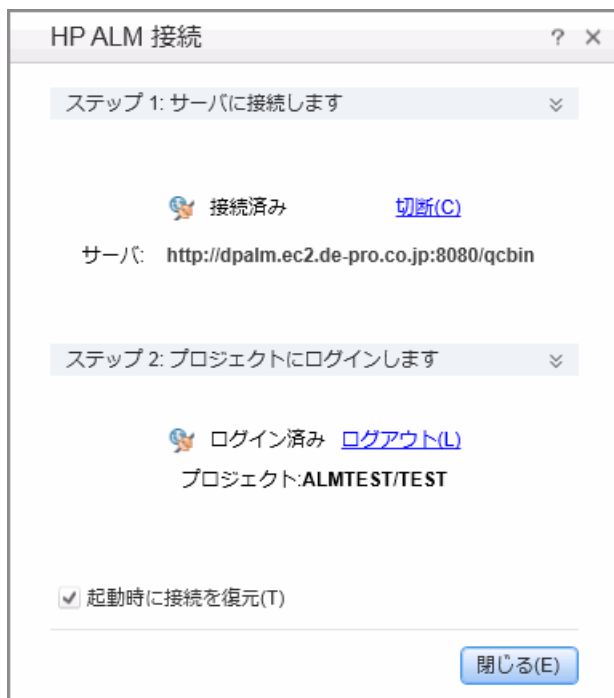 HP ALM 接続
ステップ 1: サーバに接続します
接続済み 切断(C)
サーバ: http://dpalm.ec2.de-pro.co.jp:8080/qcbin
ステップ 2: プロジェクトにログインします
ログイン済み ログアウト(L)
プロジェクト:ALMTEST/TEST
起動時に接続を復元(T)
閉じる(E)